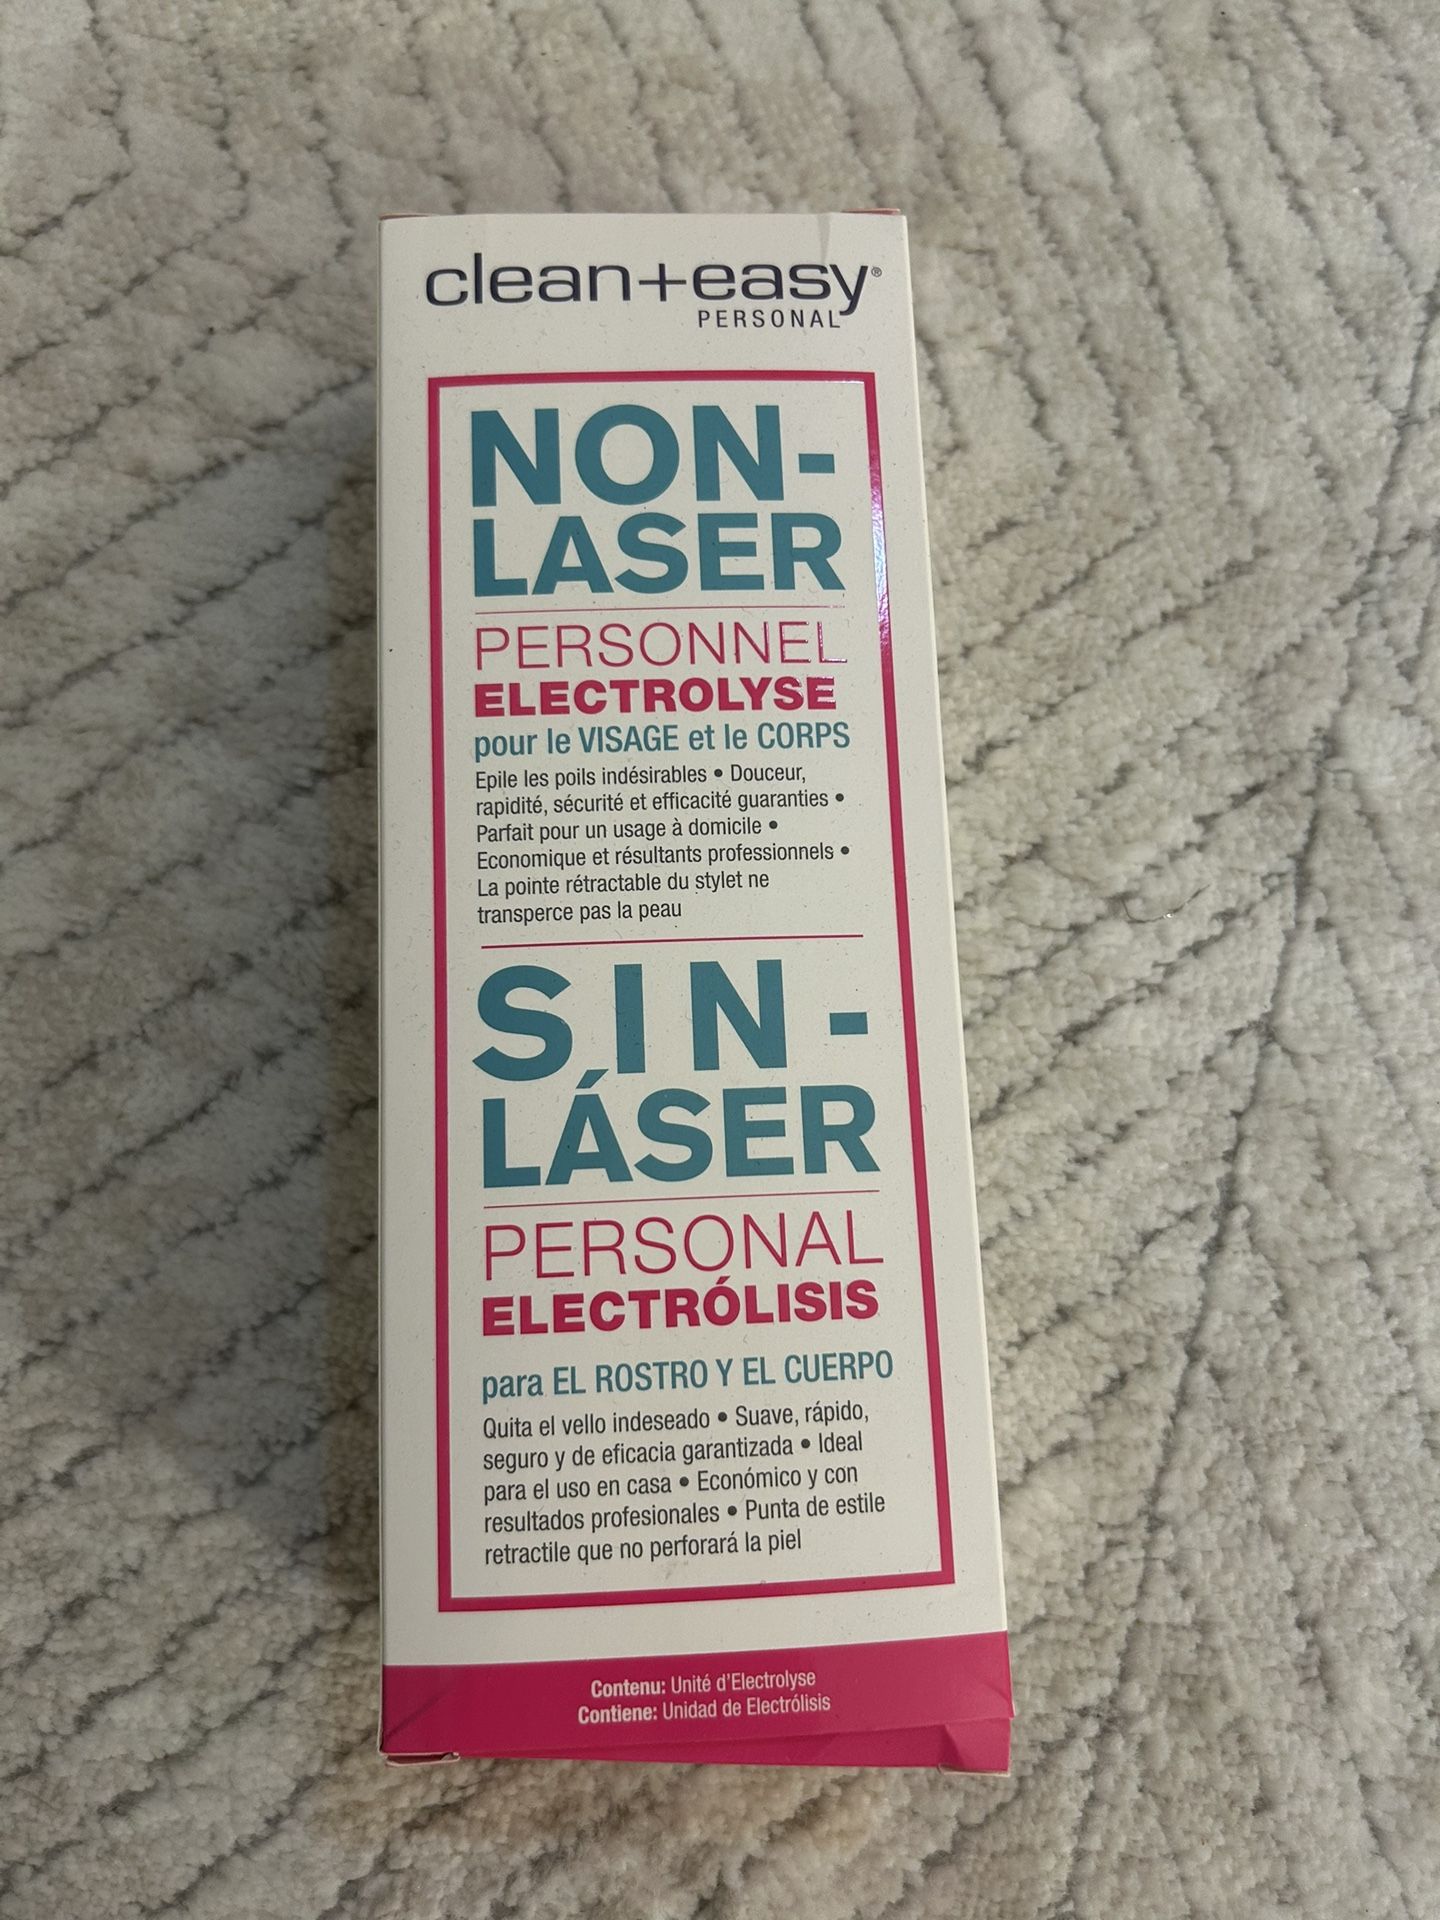 clean+easy®
PERSONAL
NON-
LASER
PERSONNEL
ELECTROLYSE
pour le VISAGE et le CORPS
Epile les poils indésirables • Douceur,
rapidité, sécurité et efficacité guaranties •
Parfait pour un usage à domicile •
Economique et résultants professionnels •
La pointe rétractable du stylet ne
transperce pas la peau
SIN-
LÁSER
PERSONAL
ELECTRÓLISIS
para EL ROSTRO Y EL CUERPO
Quita el vello indeseado • Suave, rápido,
seguro y de eficacia garantizada • Ideal
para el uso en casa • Económico y con
resultados profesionales • Punta de estile
retractile que no perforará la piel
Contenu: Unité d'Electrolyse
Contiene: Unidad de Electrólisis